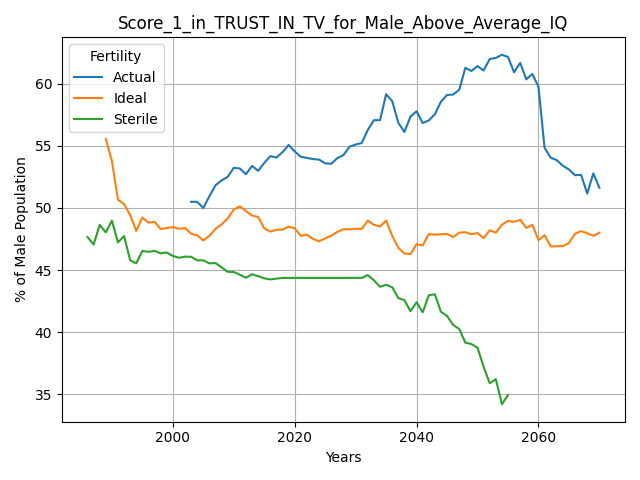 Score_1_in_TRUST_IN_TV_for_Male_Above_Average_IQ
Fertility
Actual
Ideal
Sterile
% of Male Population
60
55
50
45
40
35
2000
2020
2040
2060
Years